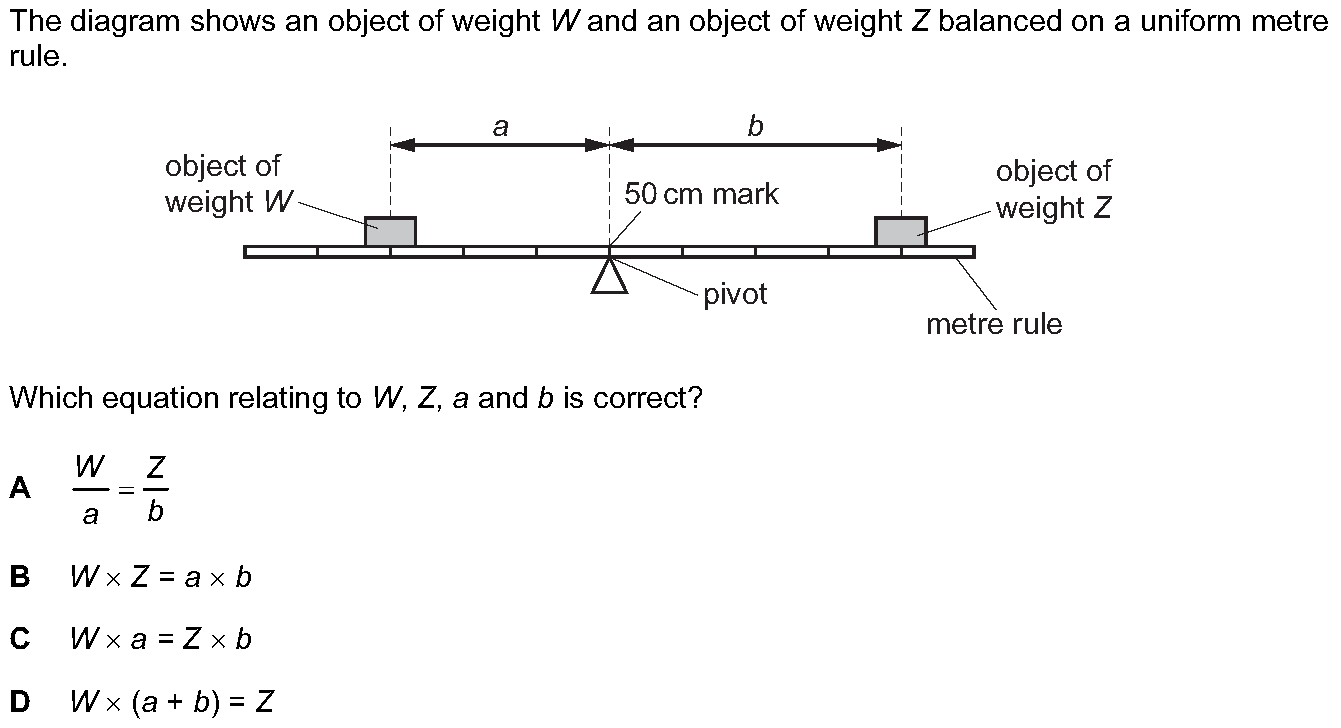 The diagram shows an object of weight W and an object of weight Z balanced on a uniform metre
rule.
a
b
object of
weight W
50 cm mark
object of
weight Z
pivot
metre rule
Which equation relating to W, Z, a and b is correct?
A W/a = Z/b
B W × Z = a × b
C W × a = Z × b
D W × (a + b) = Z